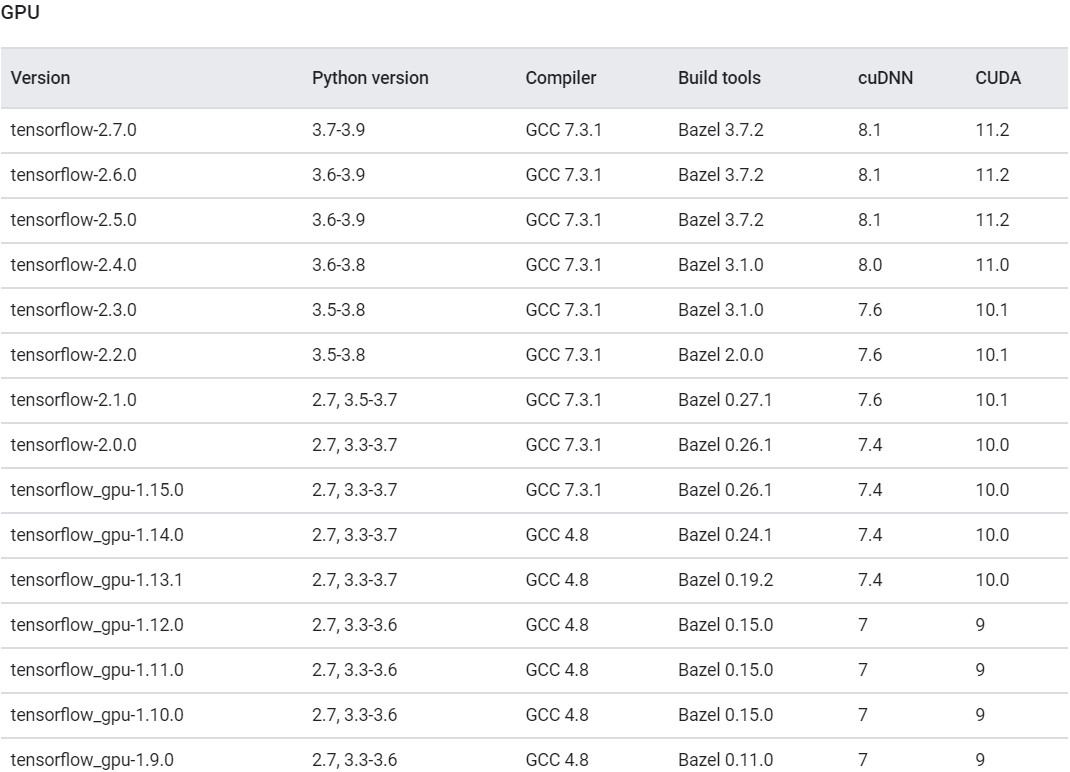 GPU
Version Python version Compiler Build tools cuDNN CUDA
tensorflow-2.7.0 3.7-3.9 GCC 7.3.1 Bazel 3.7.2 8.1 11.2
tensorflow-2.6.0 3.6-3.9 GCC 7.3.1 Bazel 3.7.2 8.1 11.2
tensorflow-2.5.0 3.6-3.9 GCC 7.3.1 Bazel 3.7.2 8.1 11.2
tensorflow-2.4.0 3.6-3.8 GCC 7.3.1 Bazel 3.1.0 8.0 11.0
tensorflow-2.3.0 3.5-3.8 GCC 7.3.1 Bazel 3.1.0 7.6 10.1
tensorflow-2.2.0 3.5-3.8 GCC 7.3.1 Bazel 2.0.0 7.6 10.1
tensorflow-2.1.0 2.7, 3.5-3.7 GCC 7.3.1 Bazel 0.27.1 7.6 10.1
tensorflow-2.0.0 2.7, 3.3-3.7 GCC 7.3.1 Bazel 0.26.1 7.4 10.0
tensorflow_gpu-1.15.0 2.7, 3.3-3.7 GCC 7.3.1 Bazel 0.26.1 7.4 10.0
tensorflow_gpu-1.14.0 2.7, 3.3-3.7 GCC 4.8 Bazel 0.24.1 7.4 10.0
tensorflow_gpu-1.13.1 2.7, 3.3-3.7 GCC 4.8 Bazel 0.19.2 7.4 10.0
tensorflow_gpu-1.12.0 2.7, 3.3-3.6 GCC 4.8 Bazel 0.15.0 7 9
tensorflow_gpu-1.11.0 2.7, 3.3-3.6 GCC 4.8 Bazel 0.15.0 7 9
tensorflow_gpu-1.10.0 2.7, 3.3-3.6 GCC 4.8 Bazel 0.15.0 7 9
tensorflow_gpu-1.9.0 2.7, 3.3-3.6 GCC 4.8 Bazel 0.11.0 7 9